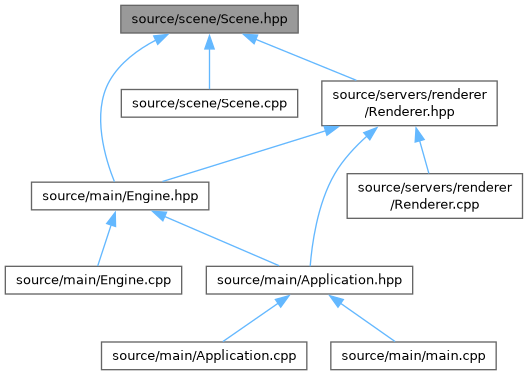 source/scene/Scene.hpp
source/scene/Scene.cpp
source/servers/renderer
/Renderer.hpp
source/main/Engine.hpp
source/servers/renderer
/Renderer.cpp
source/main/Engine.cpp
source/main/Application.hpp
source/main/Application.cpp
source/main/main.cpp